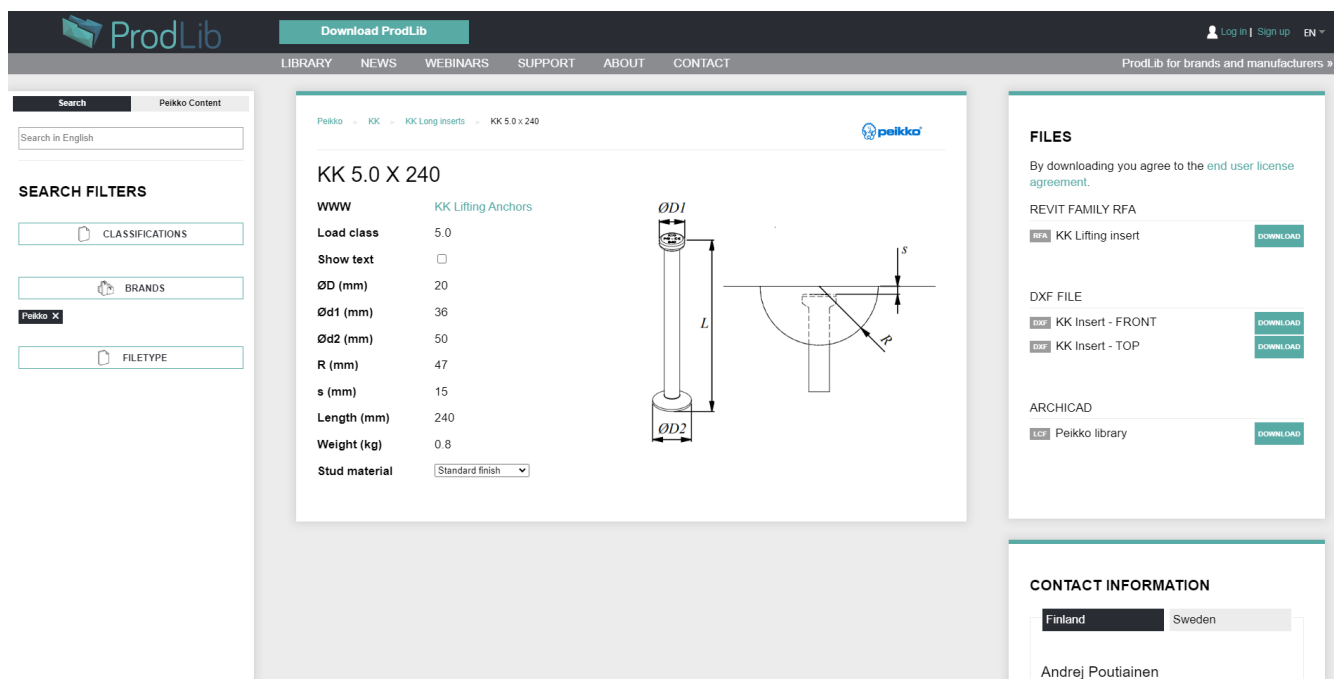 ProdLib
Download ProdLib
Log in | Sign up EN
LIBRARY NEWS WEBINARS SUPPORT ABOUT CONTACT
ProdLib for brands and manufacturers »
Search Peikko Content
Search in English
SEARCH FILTERS
CLASSIFICATIONS
BRANDS
Peikko X
FILETYPE
Peikko KK KK Long inserts KK 5.0 x 240
peikko
KK 5.0 X 240
WWW KK Lifting Anchors
Load class 5.0
Show text
ØD (mm) 20
Ød1 (mm) 36
Ød2 (mm) 50
R (mm) 47
s (mm) 15
Length (mm) 240
Weight (kg) 0.8
Stud material Standard finish
ØD1
L
ØD2
s
R
FILES
By downloading you agree to the end user license
agreement.
REVIT FAMILY RFA
RFA KK Lifting insert DOWNLOAD
DXF FILE
DXF KK Insert - FRONT DOWNLOAD
DXF KK Insert - TOP DOWNLOAD
ARCHICAD
LCF Peikko library DOWNLOAD
CONTACT INFORMATION
Finland Sweden
Andrej Poutiainen